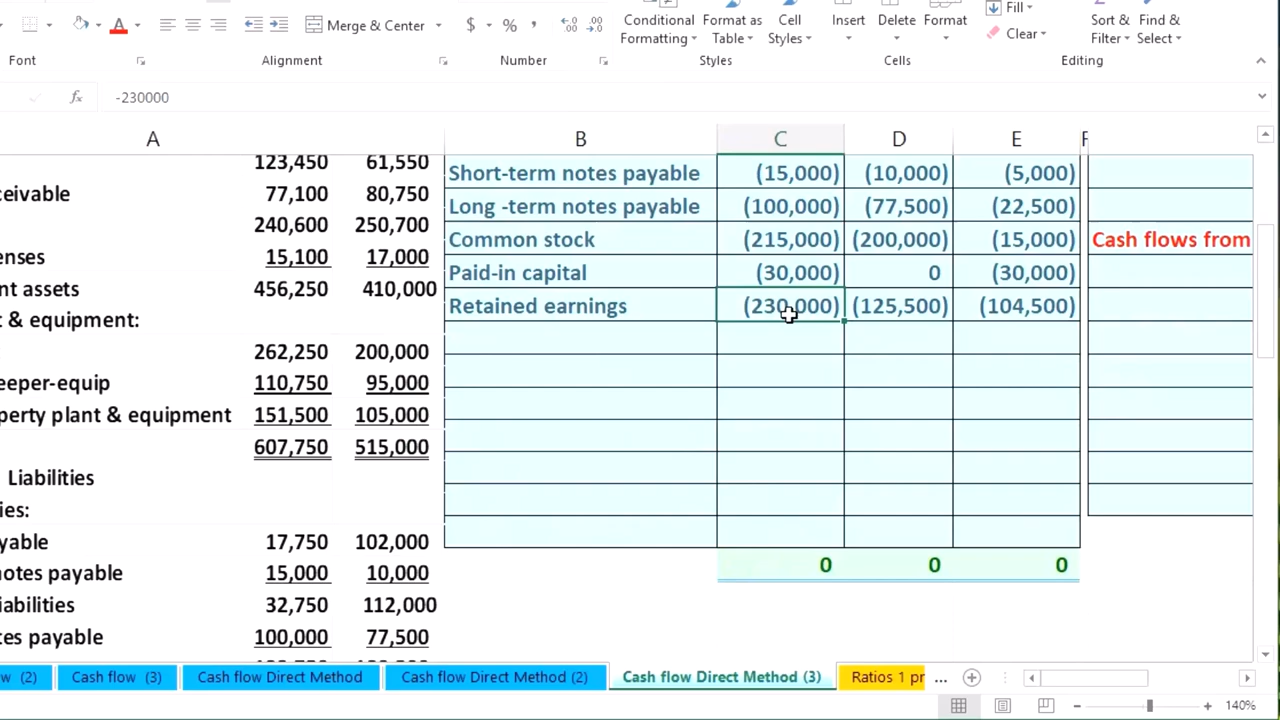 A
Merge & Center
$ % ,
Conditional Format as Cell
Formatting Table Styles
Insert Delete Format
Fill
Clear
Sort & Find &
Filter Select
Font Alignment Number Styles Cells Editing
fx -230000
A B C D E F
123,450 61,550 Short-term notes payable (15,000) (10,000) (5,000)
ceivable 77,100 80,750 Long -term notes payable (100,000) (77,500) (22,500)
240,600 250,700 Common stock (215,000) (200,000) (15,000) Cash flows from
enses 15,100 17,000 Paid-in capital (30,000) 0 (30,000)
nt assets 456,250 410,000 Retained earnings (230,000) (125,500) (104,500)
t & equipment:
262,250 200,000
eeper-equip 110,750 95,000
perty plant & equipment 151,500 105,000
607,750 515,000
Liabilities
ies:
yable 17,750 102,000 0 0 0
notes payable 15,000 10,000
iabilities 32,750 112,000
tes payable 100,000 77,500
w (2) Cash flow (3) Cash flow Direct Method Cash flow Direct Method (2) Cash flow Direct Method (3) Ratios 1 pr ...
140%